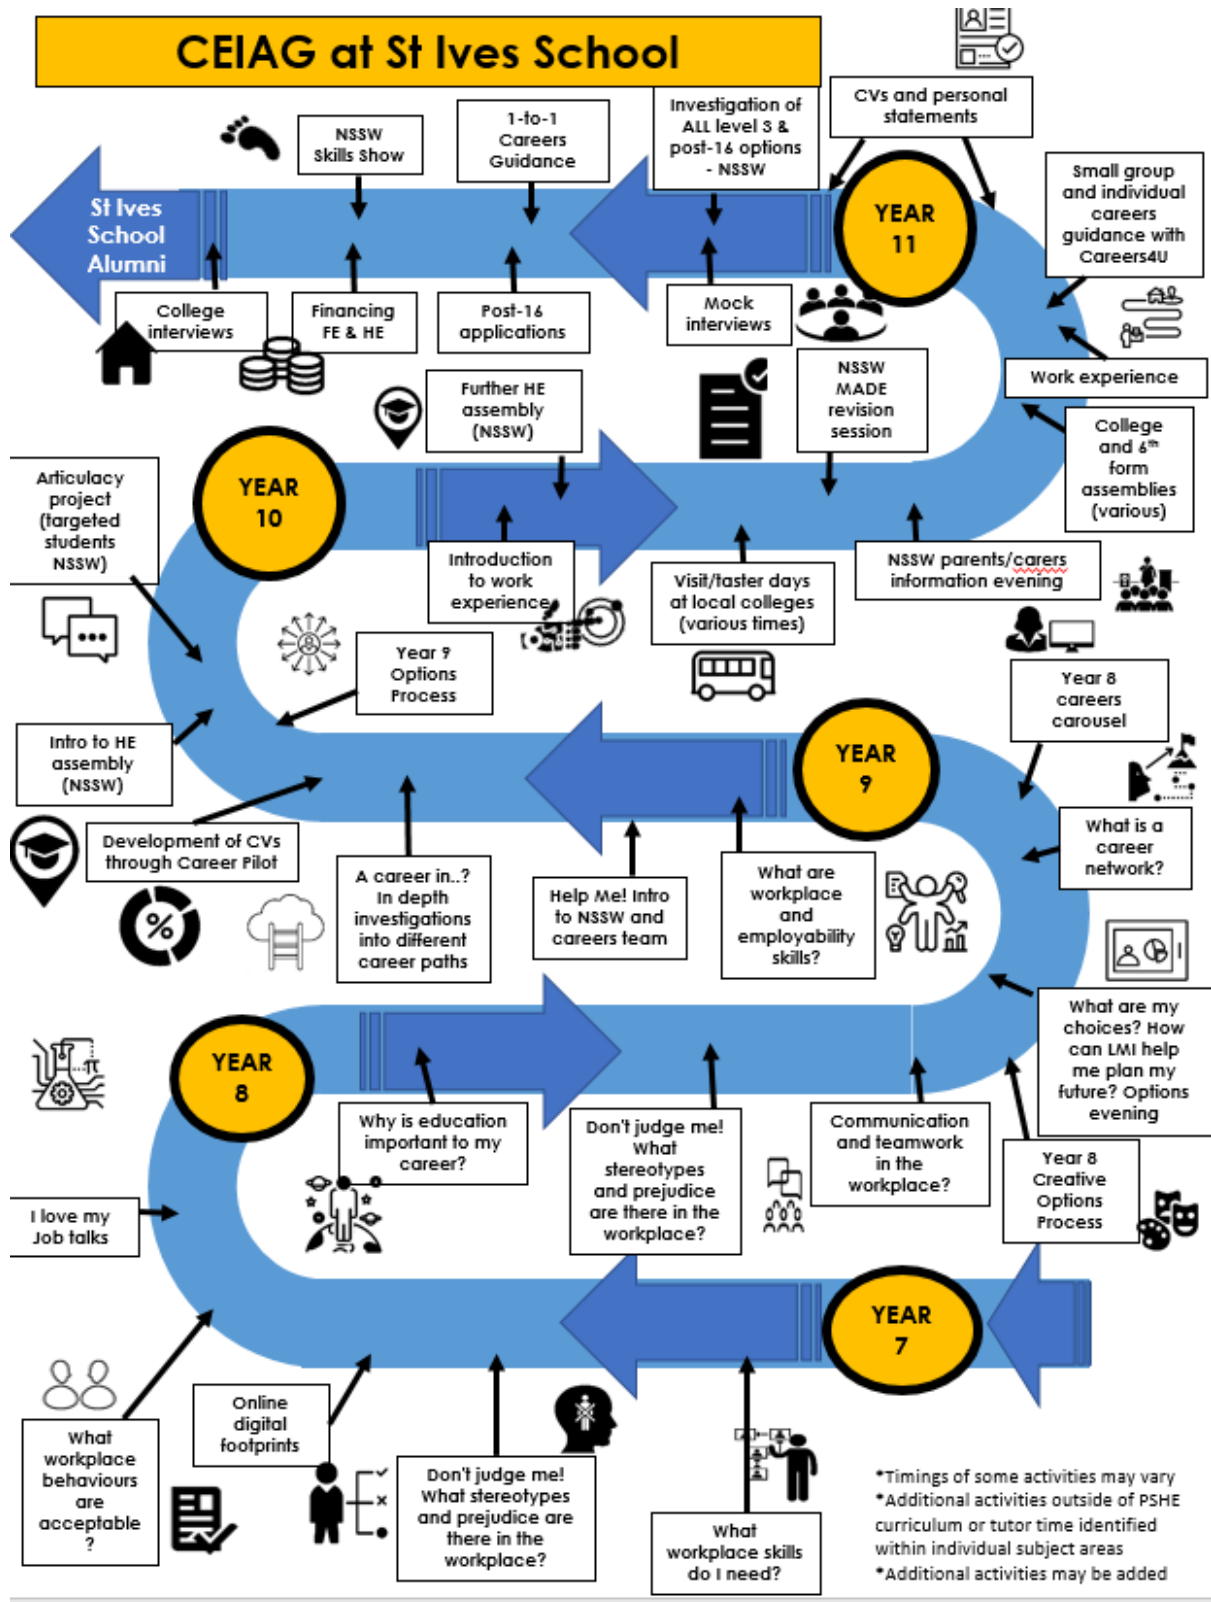 CEIAG at St Ives School
CVs and personal
statements
Investigation of
ALL level 3 &
post-16 options
- NSSW
1-to-1
Careers
Guidance
NSSW
Skills Show
Small group
and individual
careers
guidance with
Careers4U
YEAR
11
St Ives
School
Alumni
College
interviews
Financing
FE & HE
Post-16
applications
Mock
interviews
Work experience
NSSW
MADE
revision
session
Further HE
assembly
(NSSW)
College
and 6th
form
assemblies
(various)
Articulacy
project
(targeted
students
NSSW)
YEAR
10
Introduction
to work
experience
Visit/taster days
at local colleges
(various times)
NSSW parents/carers
information evening
Year 9
Options
Process
Year 8
careers
carousel
Intro to HE
assembly
(NSSW)
YEAR
9
What is a
career
network?
Development of CVs
through Career Pilot
%
A career in..?
In depth
investigations
into different
career paths
Help Me! Intro
to NSSW and
careers team
What are
workplace
and
employability
skills?
What are my
choices? How
can LMI help
me plan my
future? Options
evening
YEAR
8
π
Why is education
important to my
career?
Don't judge me!
What
stereotypes
and prejudice
are there in the
workplace?
Communication
and teamwork
in the
workplace?
Year 8
Creative
Options
Process
I love my
Job talks
YEAR
7
What
workplace
behaviours
are
acceptable
?
Online
digital
footprints
Don't judge me!
What stereotypes
and prejudice are
there in the
workplace?
What
workplace skills
do I need?
*Timings of some activities may vary
*Additional activities outside of PSHE
curriculum or tutor time identified
within individual subject areas
*Additional activities may be added